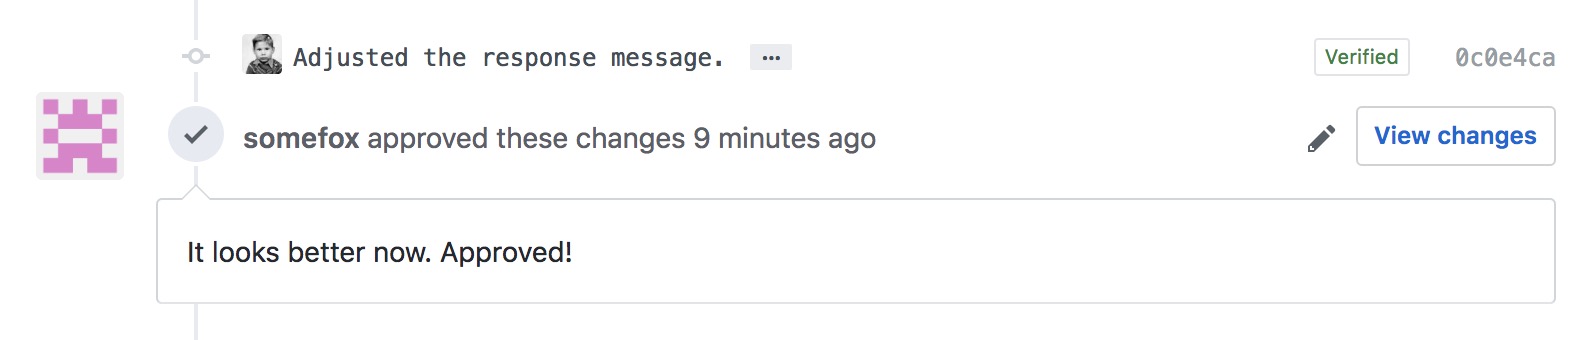 Adjusted the response message. ... Verified 0c0e4ca
somefox approved these changes 9 minutes ago View changes
It looks better now. Approved!